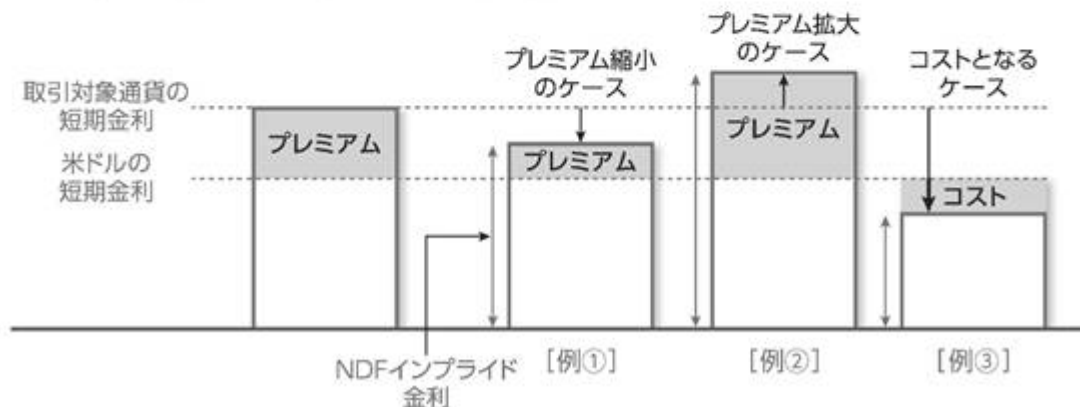 取引対象通貨の
短期金利
米ドルの
短期金利
プレミアム
プレミアム縮小
のケース
プレミアム
プレミアム拡大
のケース
プレミアム
コストとなる
ケース
コスト
NDFインプライド
金利
[例①]
[例②]
[例③]